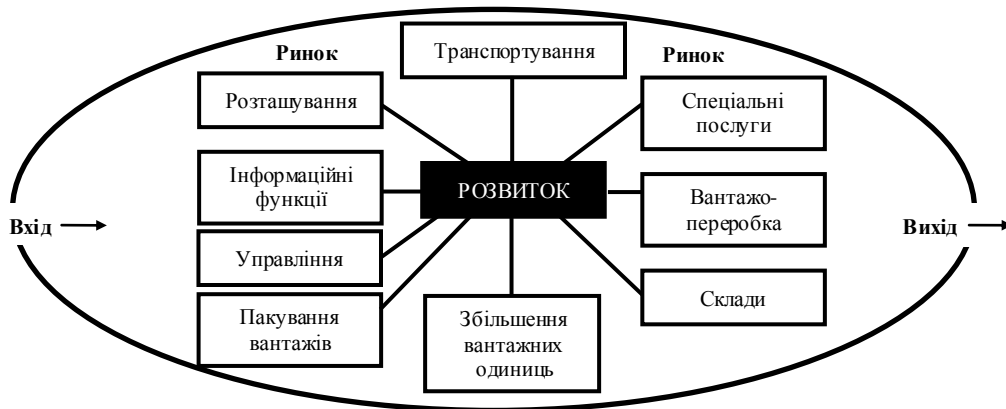 Ринок
Транспортування
Ринок
Розташування
Спеціальні
послуги
Інформаційні
функції
РОЗВИТОК
Вантажо-
переробка
Вхід
Вихід
Управління
Склади
Пакування
вантажів
Збільшення
вантажних
одиниць